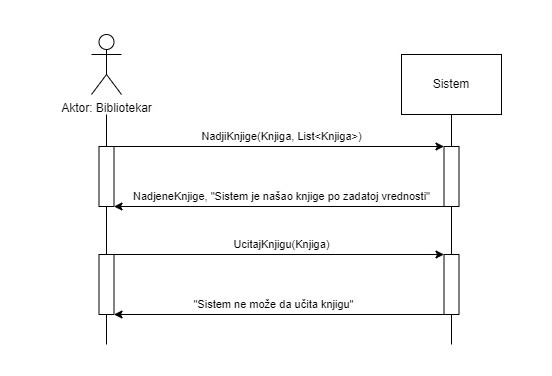 Aktor: Bibliotekar
Sistem
NadjiKnjige(Knjiga, List<Knjiga>)
NadjeneKnjige, "Sistem je našao knjige po zadatoj vrednosti"
UcitajKnjigu(Knjiga)
"Sistem ne može da učita knjigu"